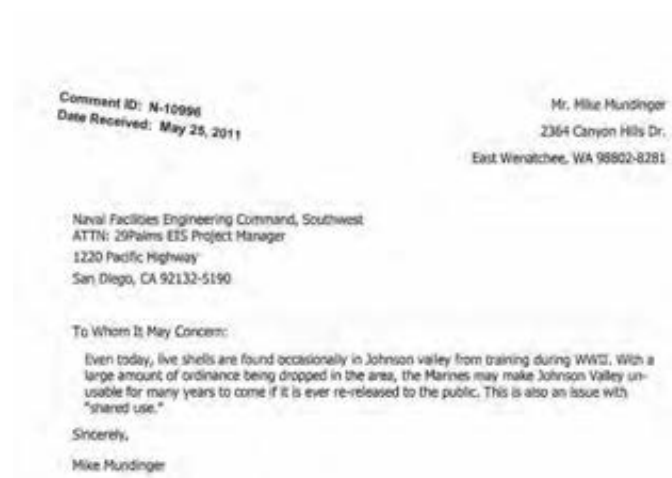 Comment ID: N-10996
Date Received: May 25, 2011
Mr. Mike Mundinger
2364 Canyon Hills Dr.
East Wenatchee, WA 98802-8281
Naval Facilities Engineering Command, Southwest
ATTN: 29Palms EIS Project Manager
1220 Pacific Highway
San Diego, CA 92132-5190
To Whom It May Concern:
Even today, live shells are found occasionally in Johnson valley from training during WWII. With a
large amount of ordinance being dropped in the area, the Marines may make Johnson Valley un-
usable for many years to come if it is ever re-released to the public. This is also an issue with
"shared use."
Sincerely,
Mike Mundinger